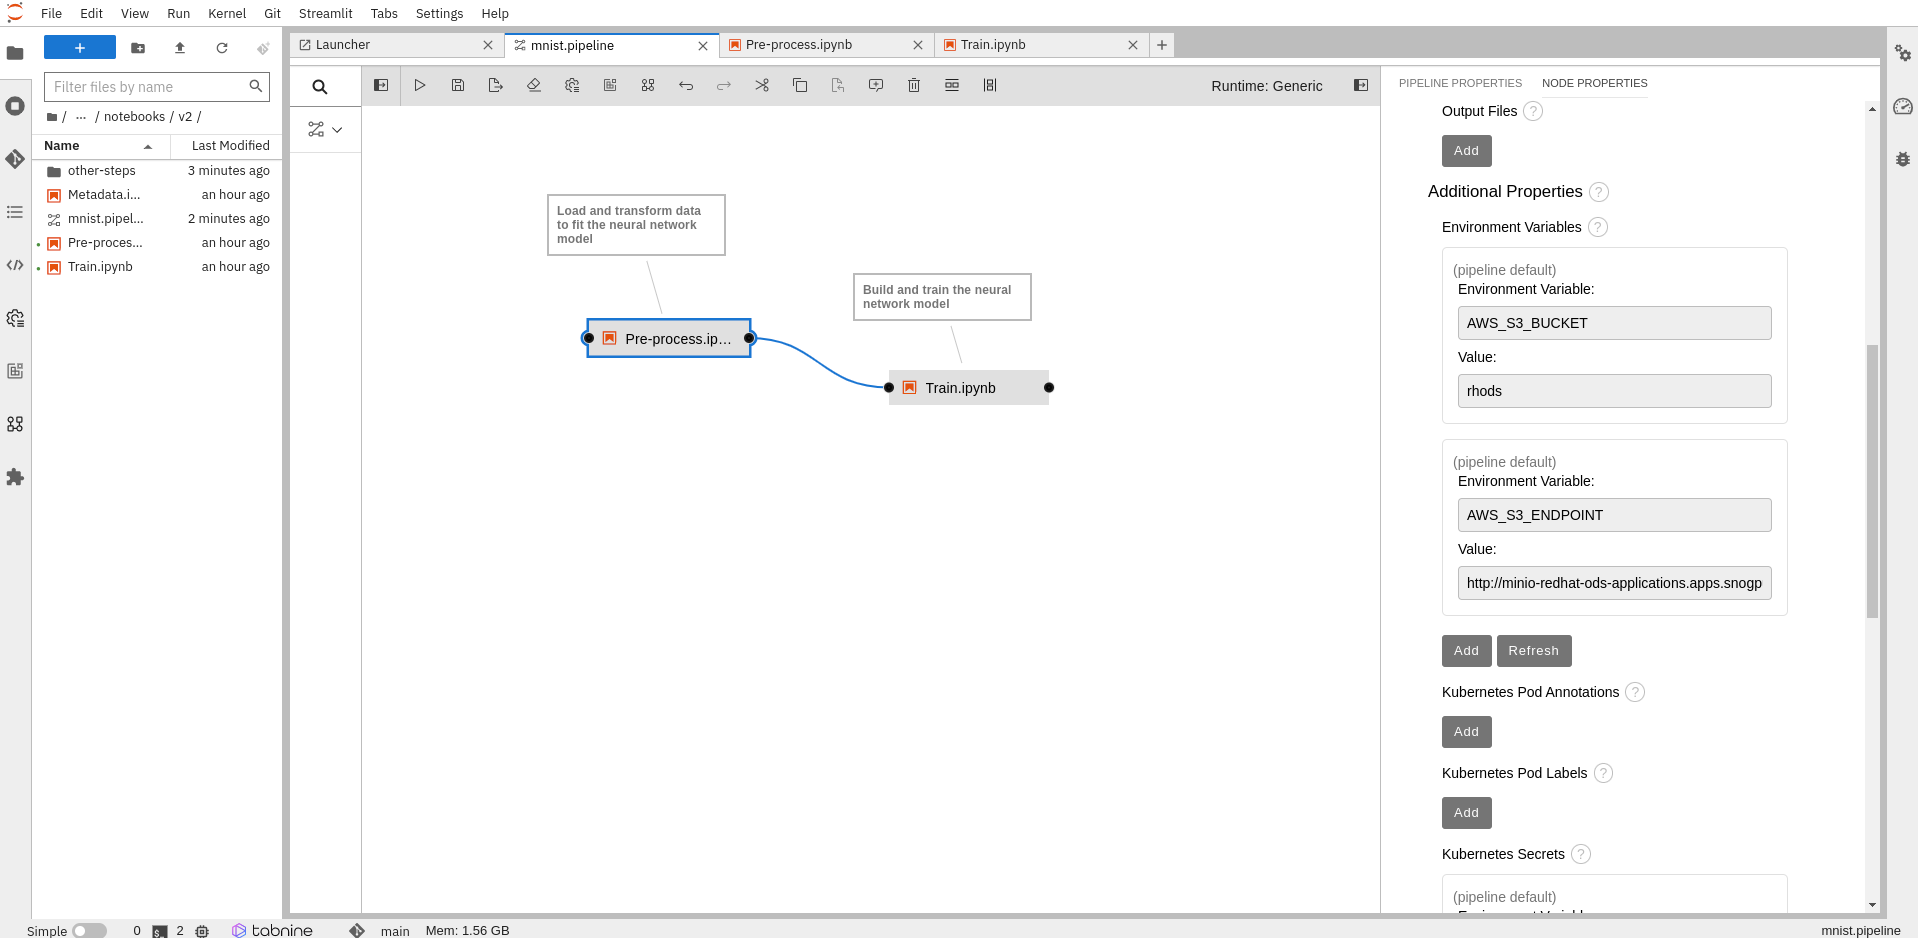 File Edit View Run Kernel Git Streamlit Tabs Settings Help
+
Filter files by name
/ ... / notebooks / v2 /
Name Last Modified
other-steps 3 minutes ago
Metadata.i... an hour ago
mnist.pipel... 2 minutes ago
Pre-proces... an hour ago
Train.ipynb an hour ago
Launcher mnist.pipeline Pre-process.ipynb Train.ipynb
Runtime: Generic
Load and transform data
to fit the neural network
model
Build and train the neural
network model
Pre-process.ip...
Train.ipynb
PIPELINE PROPERTIES NODE PROPERTIES
Output Files ?
Add
Additional Properties ?
Environment Variables ?
(pipeline default)
Environment Variable:
AWS_S3_BUCKET
Value:
rhods
(pipeline default)
Environment Variable:
AWS_S3_ENDPOINT
Value:
http://minio-redhat-ods-applications.apps.snogp
Add Refresh
Kubernetes Pod Annotations ?
Add
Kubernetes Pod Labels ?
Add
Kubernetes Secrets ?
(pipeline default)
Simple 0 $_ 2 tabnine main Mem: 1.56 GB mnist.pipeline